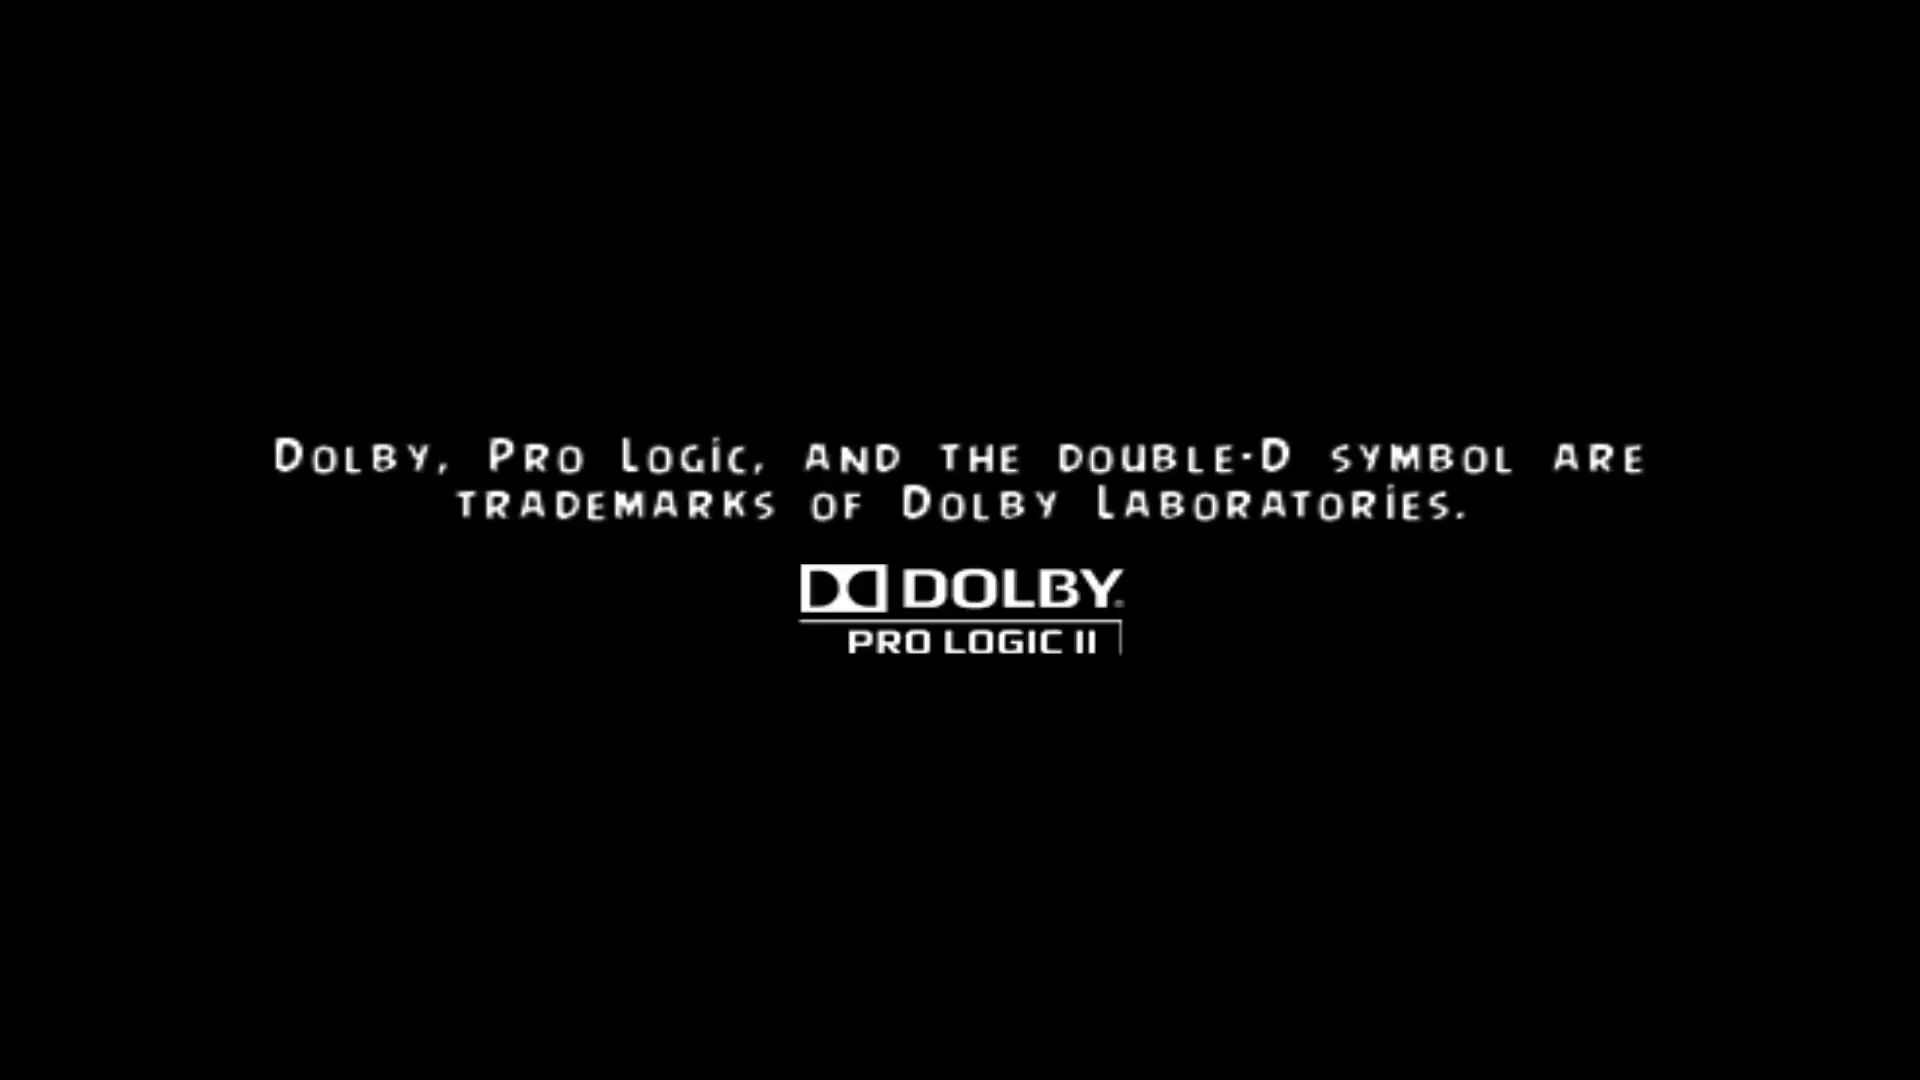 Dolby, Pro Logic, and the double-D symbol are
trademarks of Dolby Laboratories.
DOLBY
PRO LOGIC II